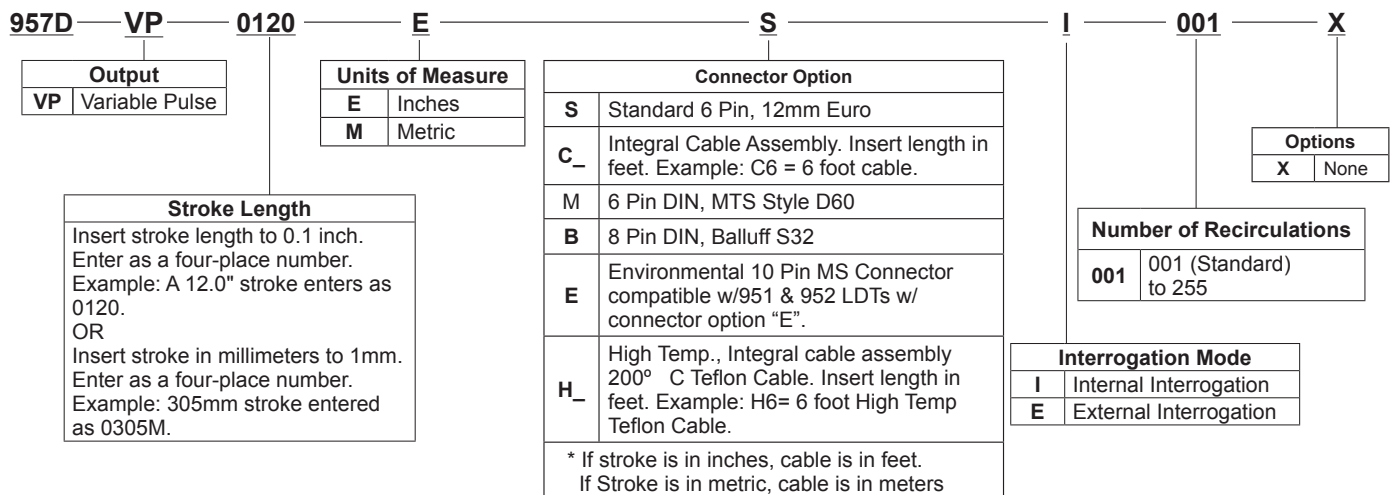 957D VP 0120 E S I 001 X
Output
VP Variable Pulse
Stroke Length
Insert stroke length to 0.1 inch.
Enter as a four-place number.
Example: A 12.0" stroke enters as
0120.
OR
Insert stroke in millimeters to 1mm.
Enter as a four-place number.
Example: 305mm stroke entered
as 0305M.
Units of Measure
E Inches
M Metric
Connector Option
S Standard 6 Pin, 12mm Euro
C_ Integral Cable Assembly. Insert length in
feet. Example: C6 = 6 foot cable.
M 6 Pin DIN, MTS Style D60
B 8 Pin DIN, Balluff S32
E Environmental 10 Pin MS Connector
compatible w/951 & 952 LDTs w/
connector option “E”.
H_ High Temp., Integral cable assembly
200º C Teflon Cable. Insert length in
feet. Example: H6= 6 foot High Temp
Teflon Cable.
* If stroke is in inches, cable is in feet.
If Stroke is in metric, cable is in meters
Interrogation Mode
I Internal Interrogation
E External Interrogation
Number of Recirculations
001 001 (Standard)
to 255
Options
X None